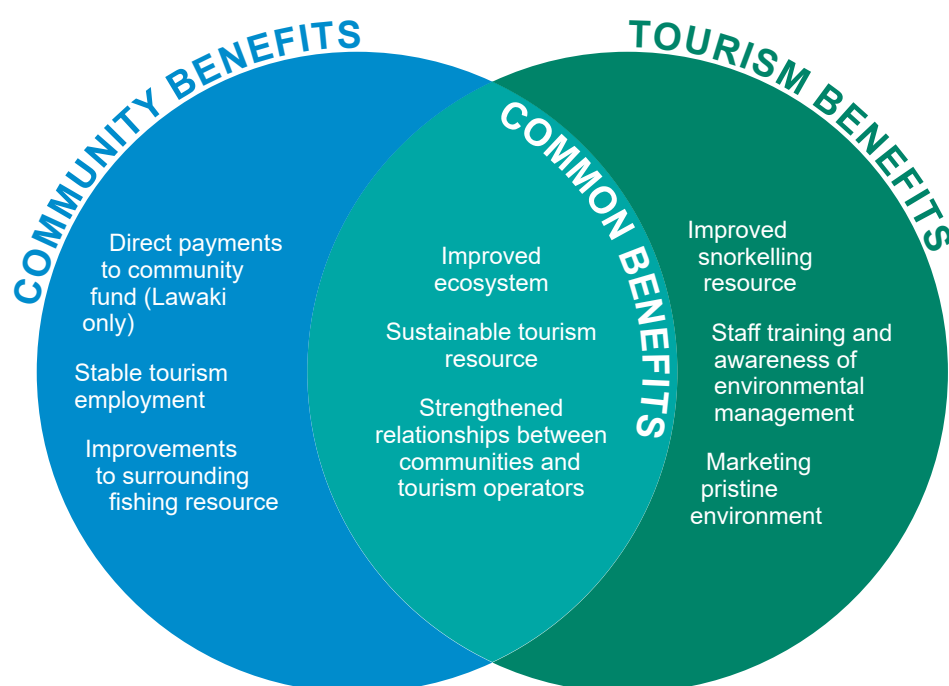 COMMUNITY BENEFITS
Direct payments
to community
fund (Lawaki
only)
Stable tourism
employment
Improvements
to surrounding
fishing resource
COMMON BENEFITS
Improved
ecosystem
Sustainable tourism
resource
Strengthened
relationships between
communities and
tourism operators
TOURISM BENEFITS
Improved
snorkelling
resource
Staff training and
awareness of
environmental
management
Marketing
pristine
environment